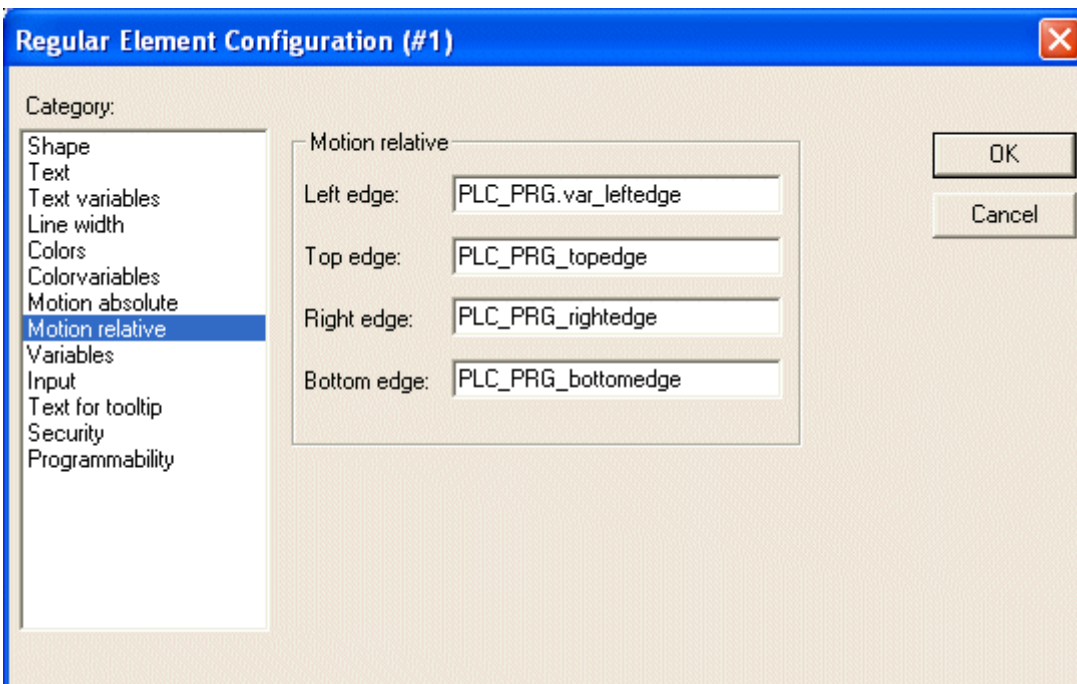 Regular Element Configuration (#1)
Category:
Shape
Text
Text variables
Line width
Colors
Colorvariables
Motion absolute
Motion relative
Variables
Input
Text for tooltip
Security
Programmability
Motion relative
Left edge: PLC_PRG.var_leftedge
Top edge: PLC_PRG_topedge
Right edge: PLC_PRG_rightedge
Bottom edge: PLC_PRG_bottomedge
OK
Cancel